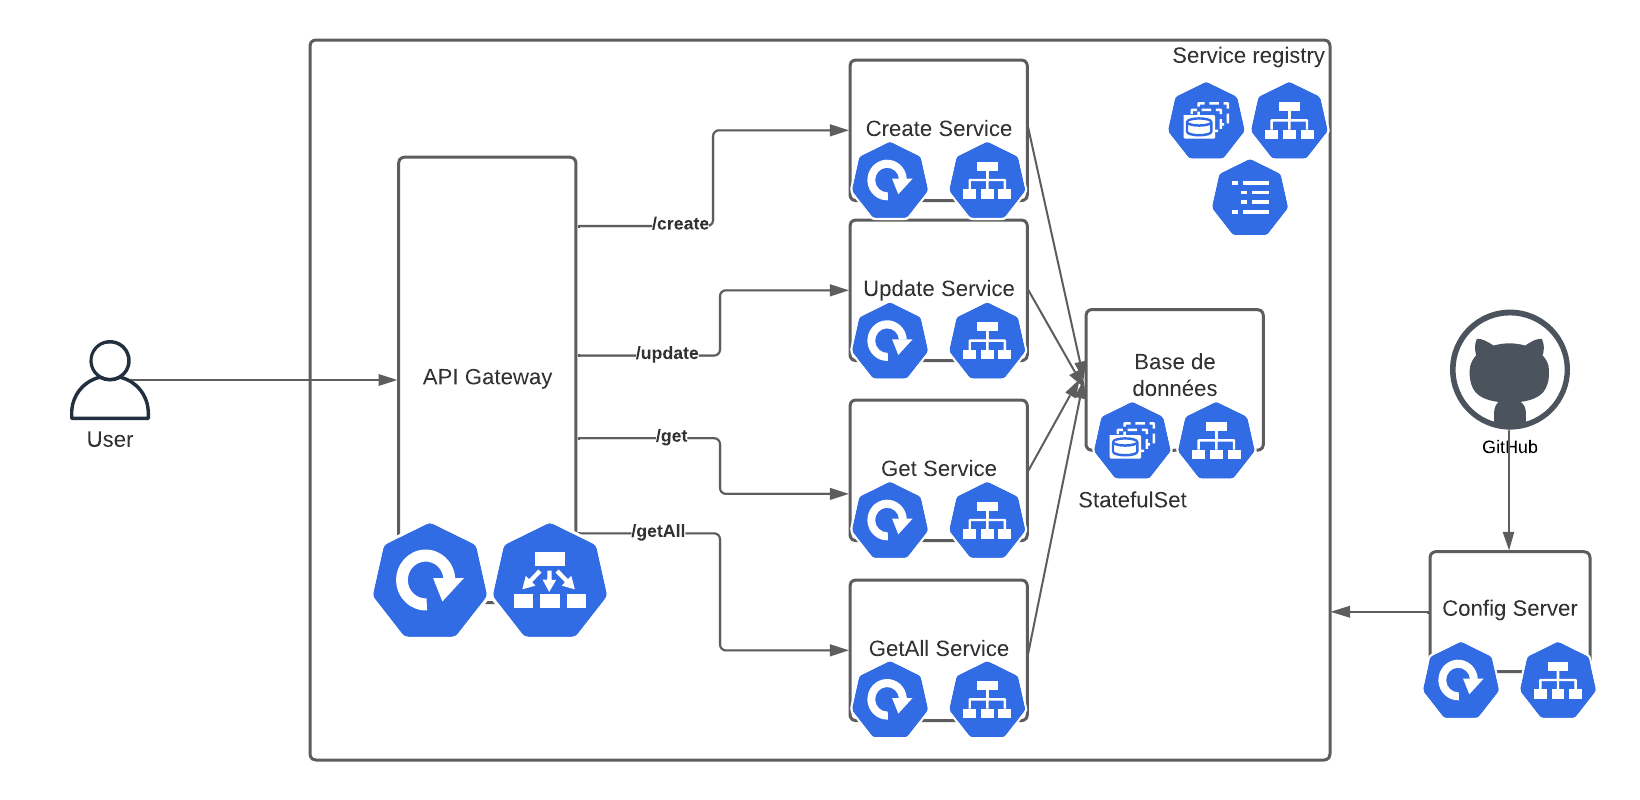 Service registry
Create Service
/create
Update Service
/update
API Gateway
Base de
données
User
/get
GitHub
Get Service
StatefulSet
/getAll
Config Server
GetAll Service